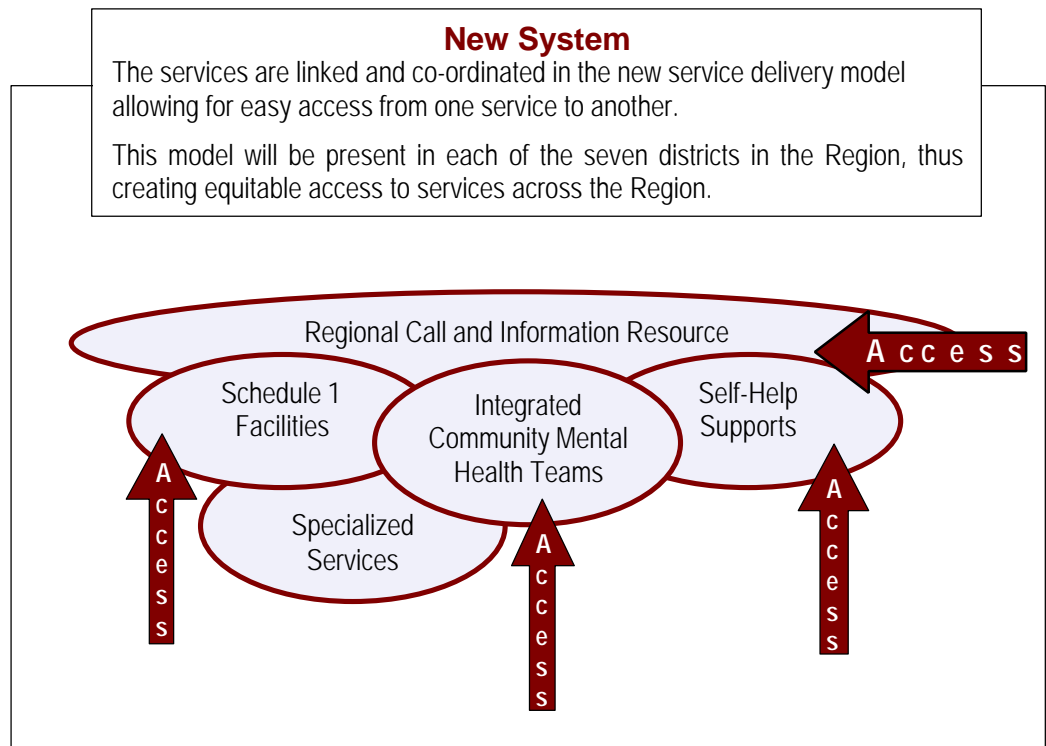 New System
The services are linked and co-ordinated in the new service delivery model
allowing for easy access from one service to another.
This model will be present in each of the seven districts in the Region, thus
creating equitable access to services across the Region.
Regional Call and Information Resource
Access
Schedule 1
Facilities
Integrated
Community Mental
Health Teams
Self-Help
Supports
Specialized
Services
Access
Access
Access